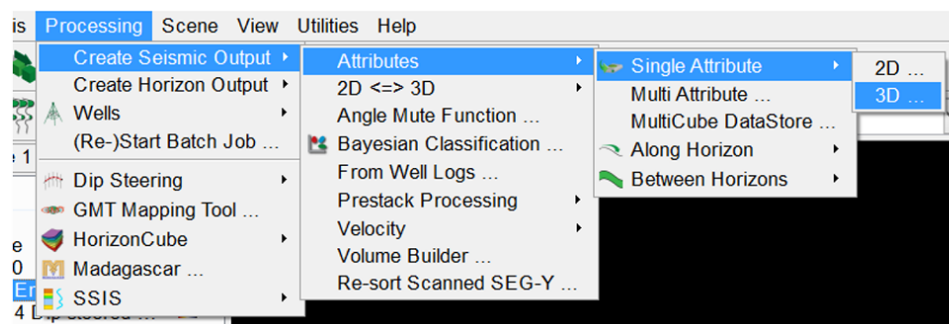 is Processing Scene View Utilities Help
Create Seismic Output
Create Horizon Output
Wells
(Re-)Start Batch Job ...
Dip Steering
GMT Mapping Tool ...
HorizonCube
Madagascar ...
SSIS
Attributes
2D <=> 3D
Angle Mute Function ...
Bayesian Classification ...
From Well Logs ...
Prestack Processing
Velocity
Volume Builder ...
Re-sort Scanned SEG-Y ...
Single Attribute
Multi Attribute ...
MultiCube DataStore ...
Along Horizon
Between Horizons
2D ...
3D ...
1
e
0
Er